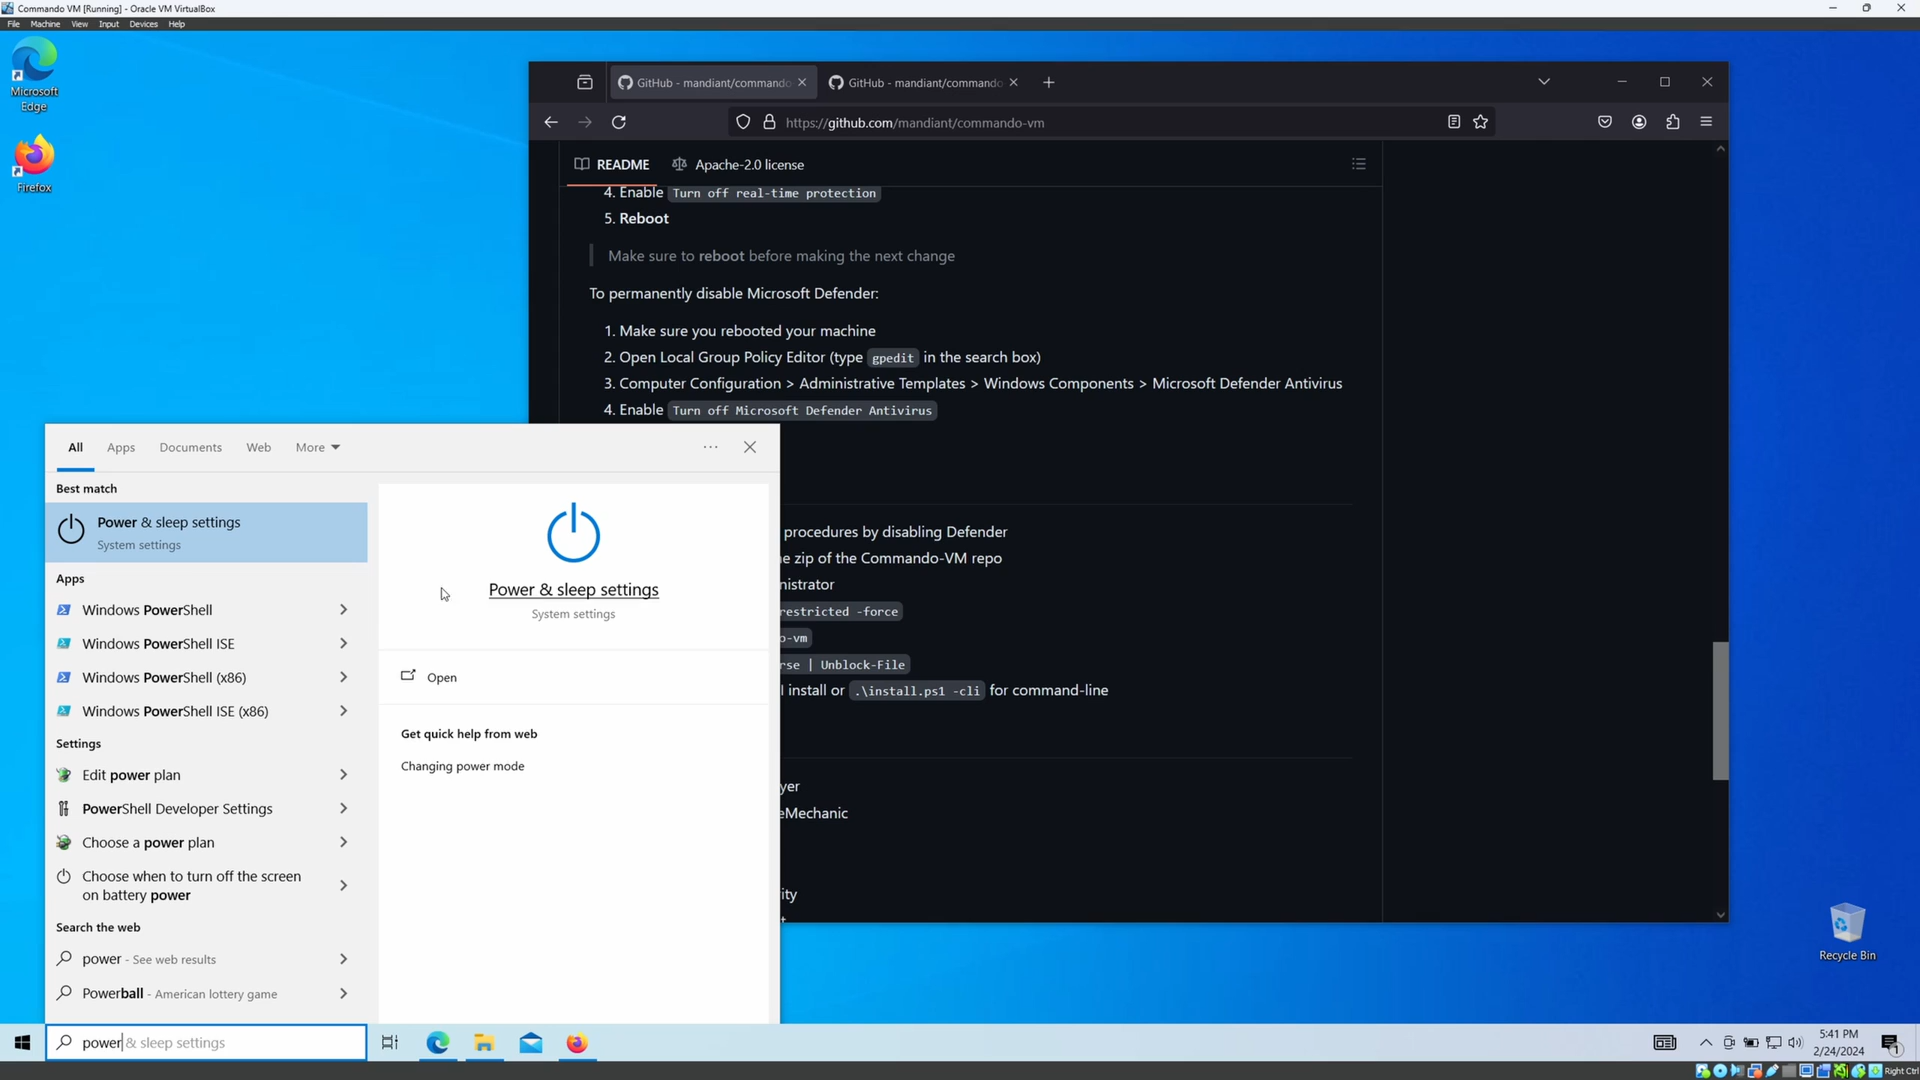 Commando VM [Running] - Oracle VM VirtualBox
File Machine View Input Devices Help
Microsoft
Edge
Firefox
GitHub - mandiant/commando
GitHub - mandiant/commando
https://github.com/mandiant/commando-vm
README
Apache-2.0 license
4. Enable Turn off real-time protection
5. Reboot
Make sure to reboot before making the next change
To permanently disable Microsoft Defender:
1. Make sure you rebooted your machine
2. Open Local Group Policy Editor (type gpedit in the search box)
3. Computer Configuration > Administrative Templates > Windows Components > Microsoft Defender Antivirus
4. Enable Turn off Microsoft Defender Antivirus
procedures by disabling Defender
e zip of the Commando-VM repo
nistrator
restricted -force
o-vm
rse | Unblock-File
l install or .\install.ps1 -cli for command-line
yer
eMechanic
ity
t
All Apps Documents Web More
Best match
Power & sleep settings
System settings
Apps
Windows PowerShell
Windows PowerShell ISE
Windows PowerShell (x86)
Windows PowerShell ISE (x86)
Settings
Edit power plan
PowerShell Developer Settings
Choose a power plan
Choose when to turn off the screen
on battery power
Search the web
power - See web results
Powerball - American lottery game
Power & sleep settings
System settings
Open
Get quick help from web
Changing power mode
power & sleep settings
Recycle Bin
5:41 PM
2/24/2024
1
Right Ctrl